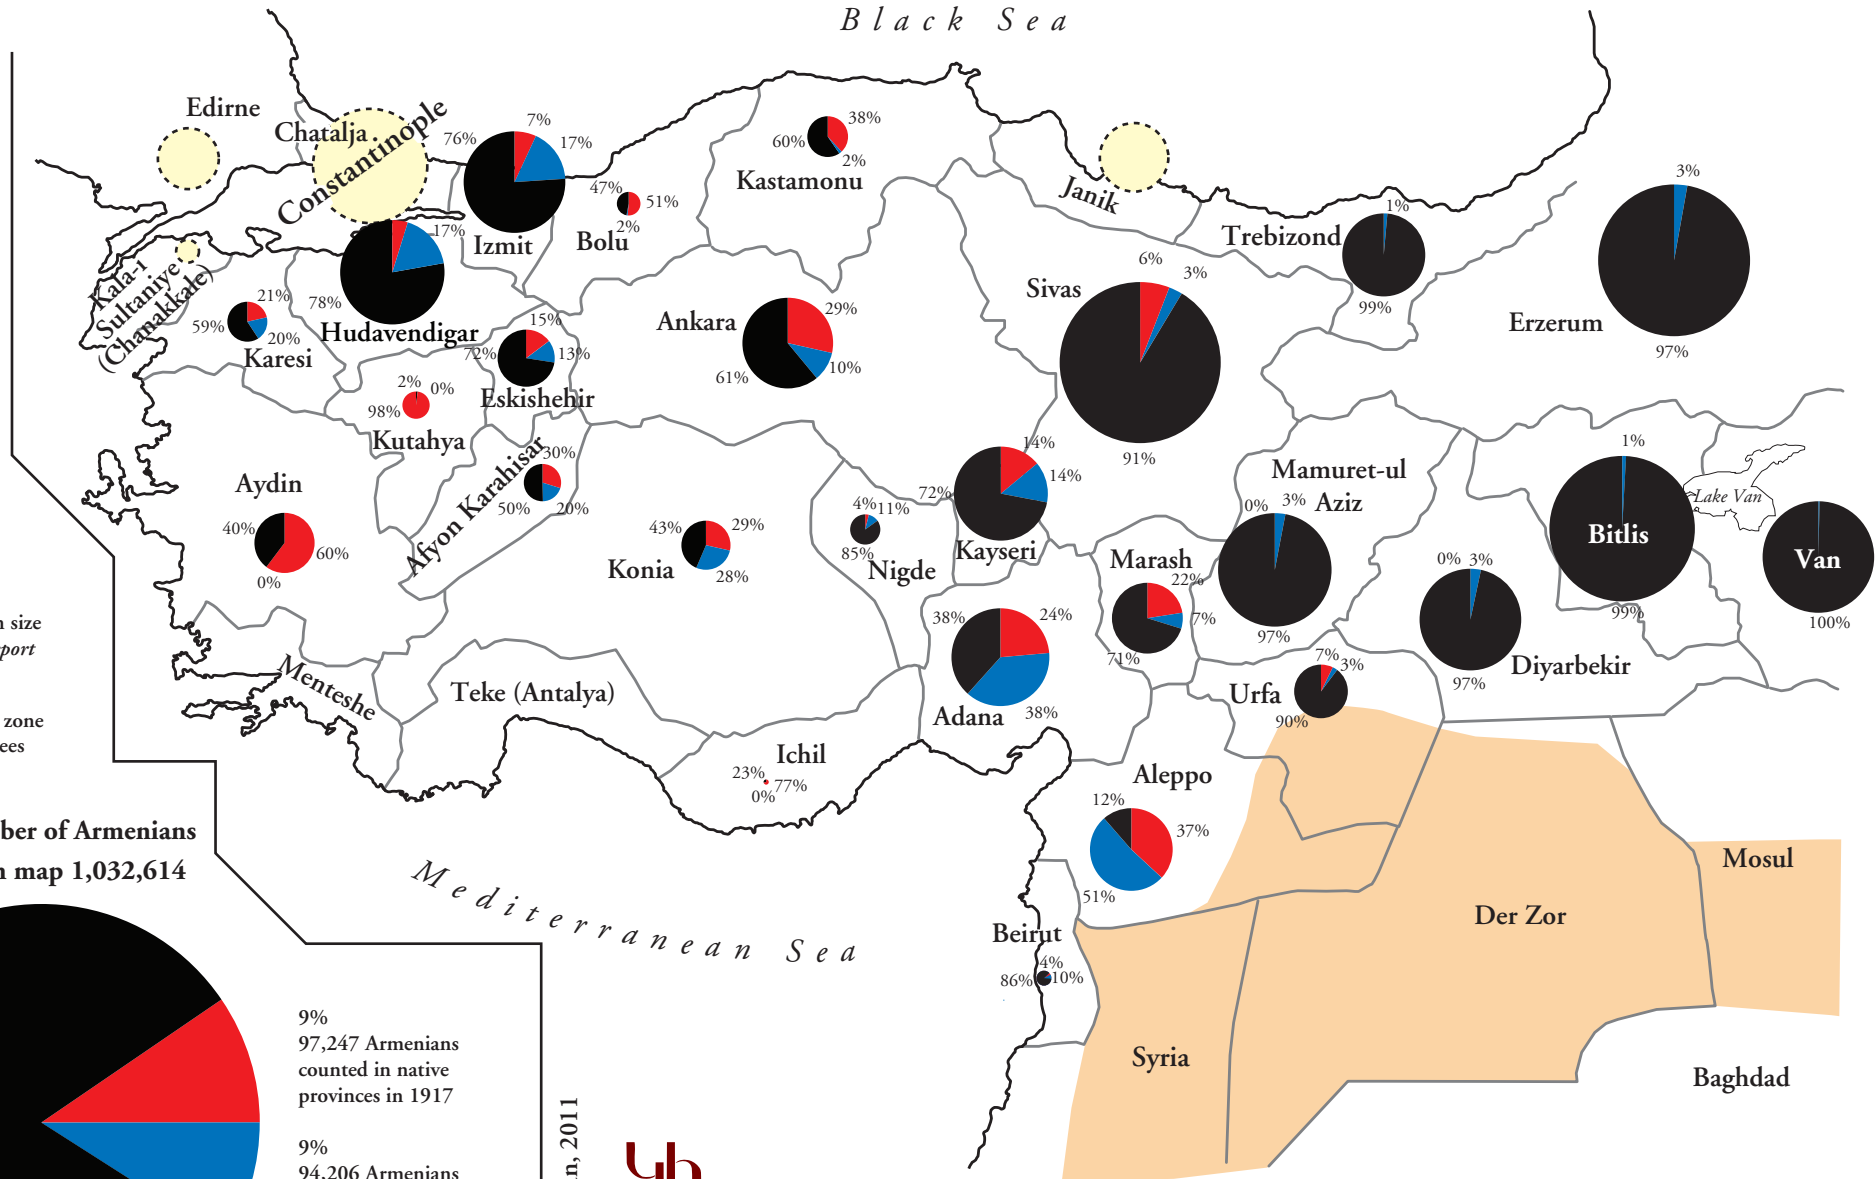 Black Sea
Edirne
Chatalja
Constantinople
76%
7%
17%
Izmit
47%
51%
2%
Bolu
60%
38%
2%
Kastamonu
Janik
Trebizond
1%
99%
3%
Erzerum
97%
Kala-ı
Sultaniye
(Chanakkale)
21%
59%
20%
Karesi
17%
78%
Hudavendigar
15%
72%
13%
Eskishehir
2%
0%
98%
Kutahya
Ankara
29%
10%
61%
Sivas
6%
3%
91%
Aydin
40%
60%
0%
Afyon Karahisar
30%
50%
20%
Konia
43%
29%
28%
4%
11%
85%
Nigde
14%
14%
72%
Kayseri
Mamuret-ul
Aziz
0%
3%
97%
Marash
22%
7%
71%
1%
Bitlis
99%
Lake Van
Van
100%
0%
3%
97%
Diyarbekir
Menteshe
Teke (Antalya)
38%
24%
Adana
38%
Urfa
7%
3%
90%
Ichil
23%
77%
0%
Aleppo
12%
37%
51%
Mosul
Der Zor
Beirut
4%
86%
10%
Syria
Baghdad
Mediterranean Sea
size
port
zone
ees
ber of Armenians
map 1,032,614
9%
97,247 Armenians
counted in native
provinces in 1917
9%
94,206 Armenians
n, 2011